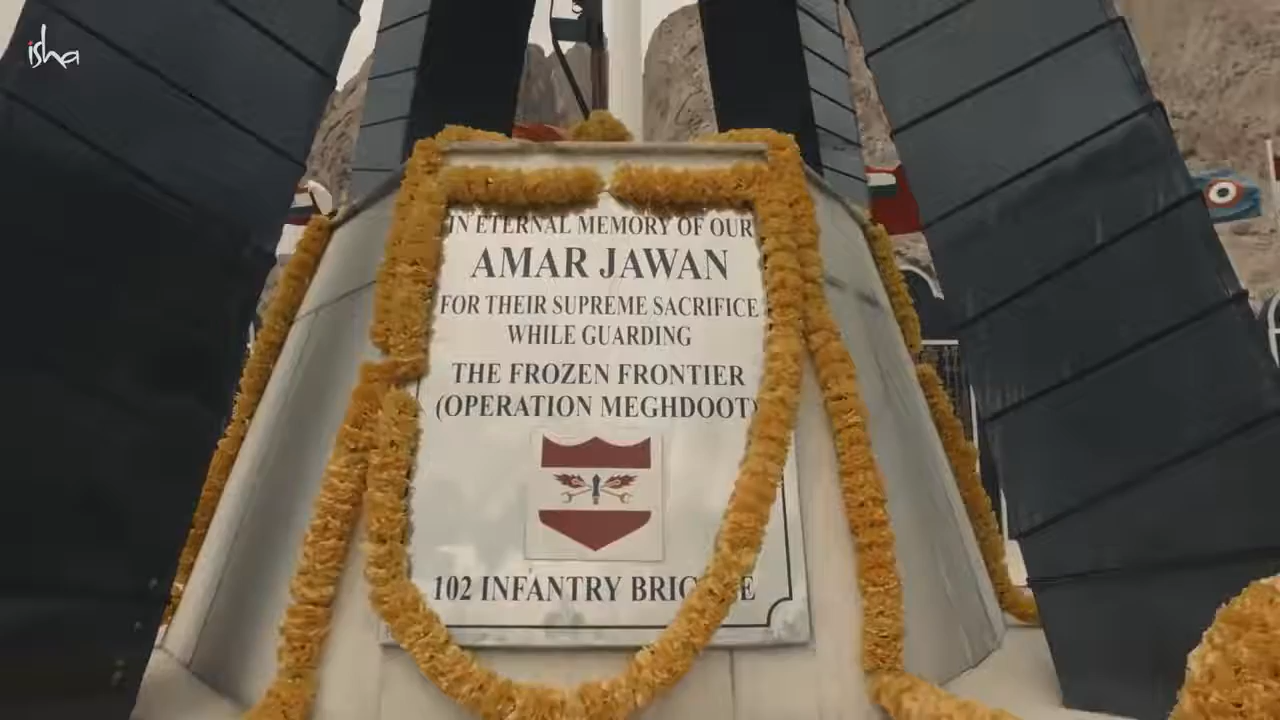 isha
IN ETERNAL MEMORY OF OUR
AMAR JAWAN
FOR THEIR SUPREME SACRIFICE
WHILE GUARDING
THE FROZEN FRONTIER
(OPERATION MEGHDOOT)
102 INFANTRY